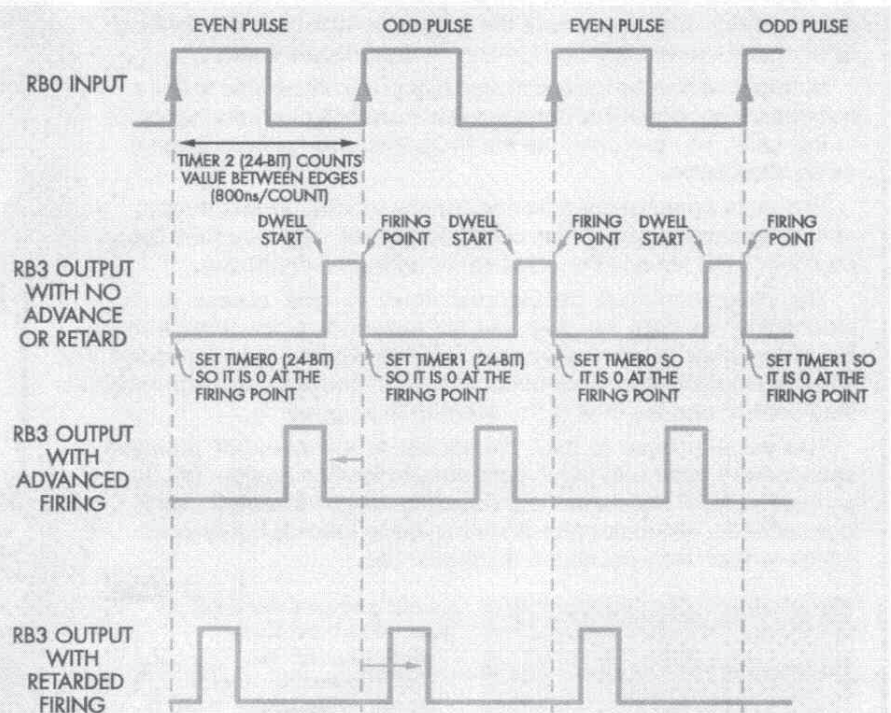 EVEN PULSE ODD PULSE EVEN PULSE ODD PULSE
RB0 INPUT
TIMER 2 (24-BIT) COUNTS
VALUE BETWEEN EDGES
(800ns/COUNT)
DWELL START
FIRING POINT
DWELL START
FIRING POINT
DWELL START
FIRING POINT
RB3 OUTPUT
WITH NO
ADVANCE
OR RETARD
SET TIMER0 (24-BIT)
SO IT IS 0 AT THE
FIRING POINT
SET TIMER1 (24-BIT)
SO IT IS 0 AT THE
FIRING POINT
SET TIMER0 SO
IT IS 0 AT THE
FIRING POINT
SET TIMER1 SO
IT IS 0 AT THE
FIRING POINT
RB3 OUTPUT
WITH
ADVANCED
FIRING
RB3 OUTPUT
WITH
RETARDED
FIRING